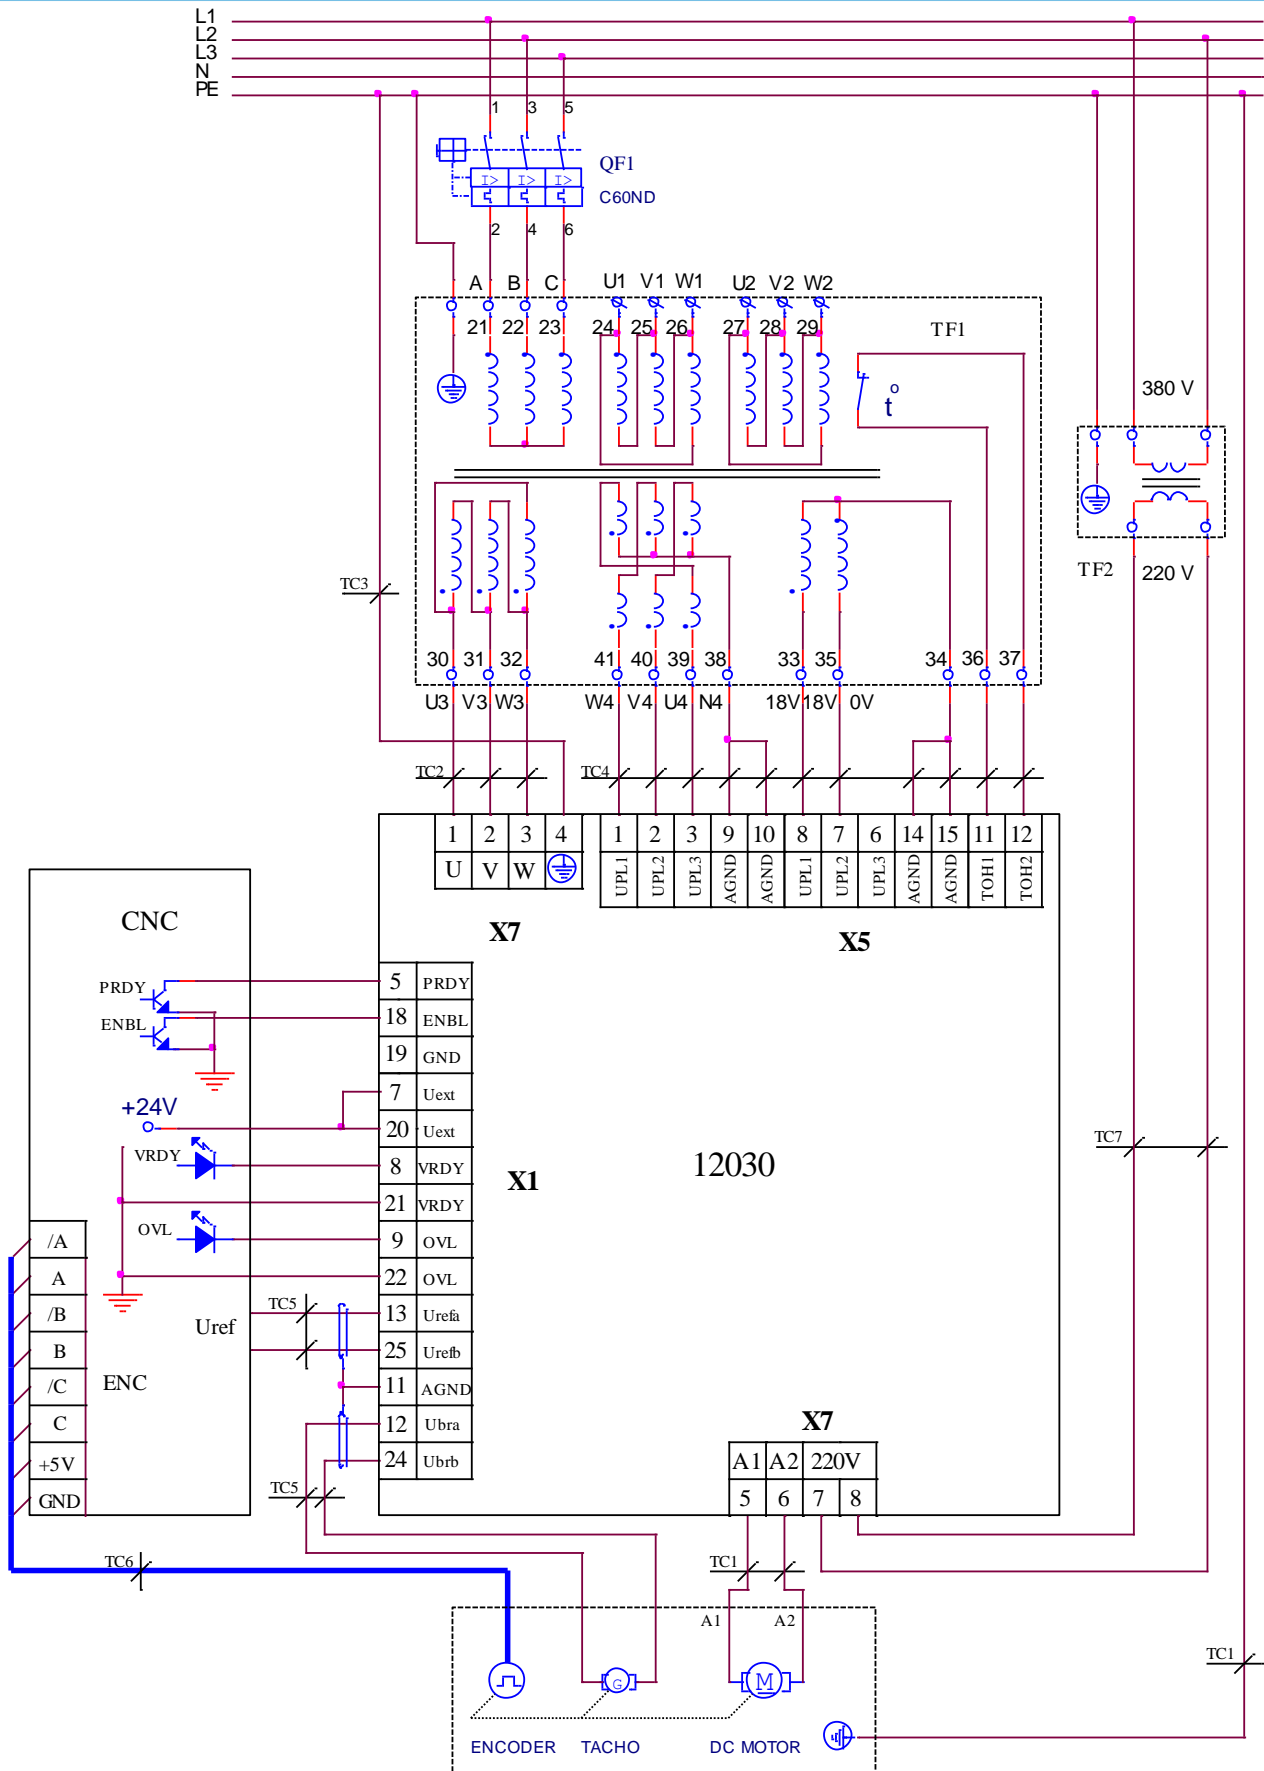 L1
L2
L3
N
PE
1 3 5
QF1
I> I> I>
C60ND
2 4 6
A B C U1 V1 W1 U2 V2 W2
21 22 23 24 25 26 27 28 29 TF1
t°
380 V
TC3
TF2 220 V
30 31 32 41 40 39 38 33 35 34 36 37
U3 V3 W3 W4 V4 U4 N4 18V 18V 0V
TC2 TC4
1 2 3 4 1 2 3 9 10 8 7 6 14 15 11 12
U V W UPL1 UPL2 UPL3 AGND AGND UPL1 UPL2 UPL3 AGND AGND TOH1 TOH2
CNC
X7 X5
PRDY 5 PRDY
ENBL 18 ENBL
19 GND
7 Uext
+24V
20 Uext
TC7
VRDY 8 VRDY
X1 12030
21 VRDY
OVL 9 OVL
/A
A 22 OVL
TC5
/B Uref 13 Urefa
B 25 Urefb
/C ENC 11 AGND
C 12 Ubra
X7
+5V 24 Ubrb
A1 A2 220V
TC5
GND 5 6 7 8
TC6 TC1
A1 A2
TC1
G M
ENCODER TACHO DC MOTOR